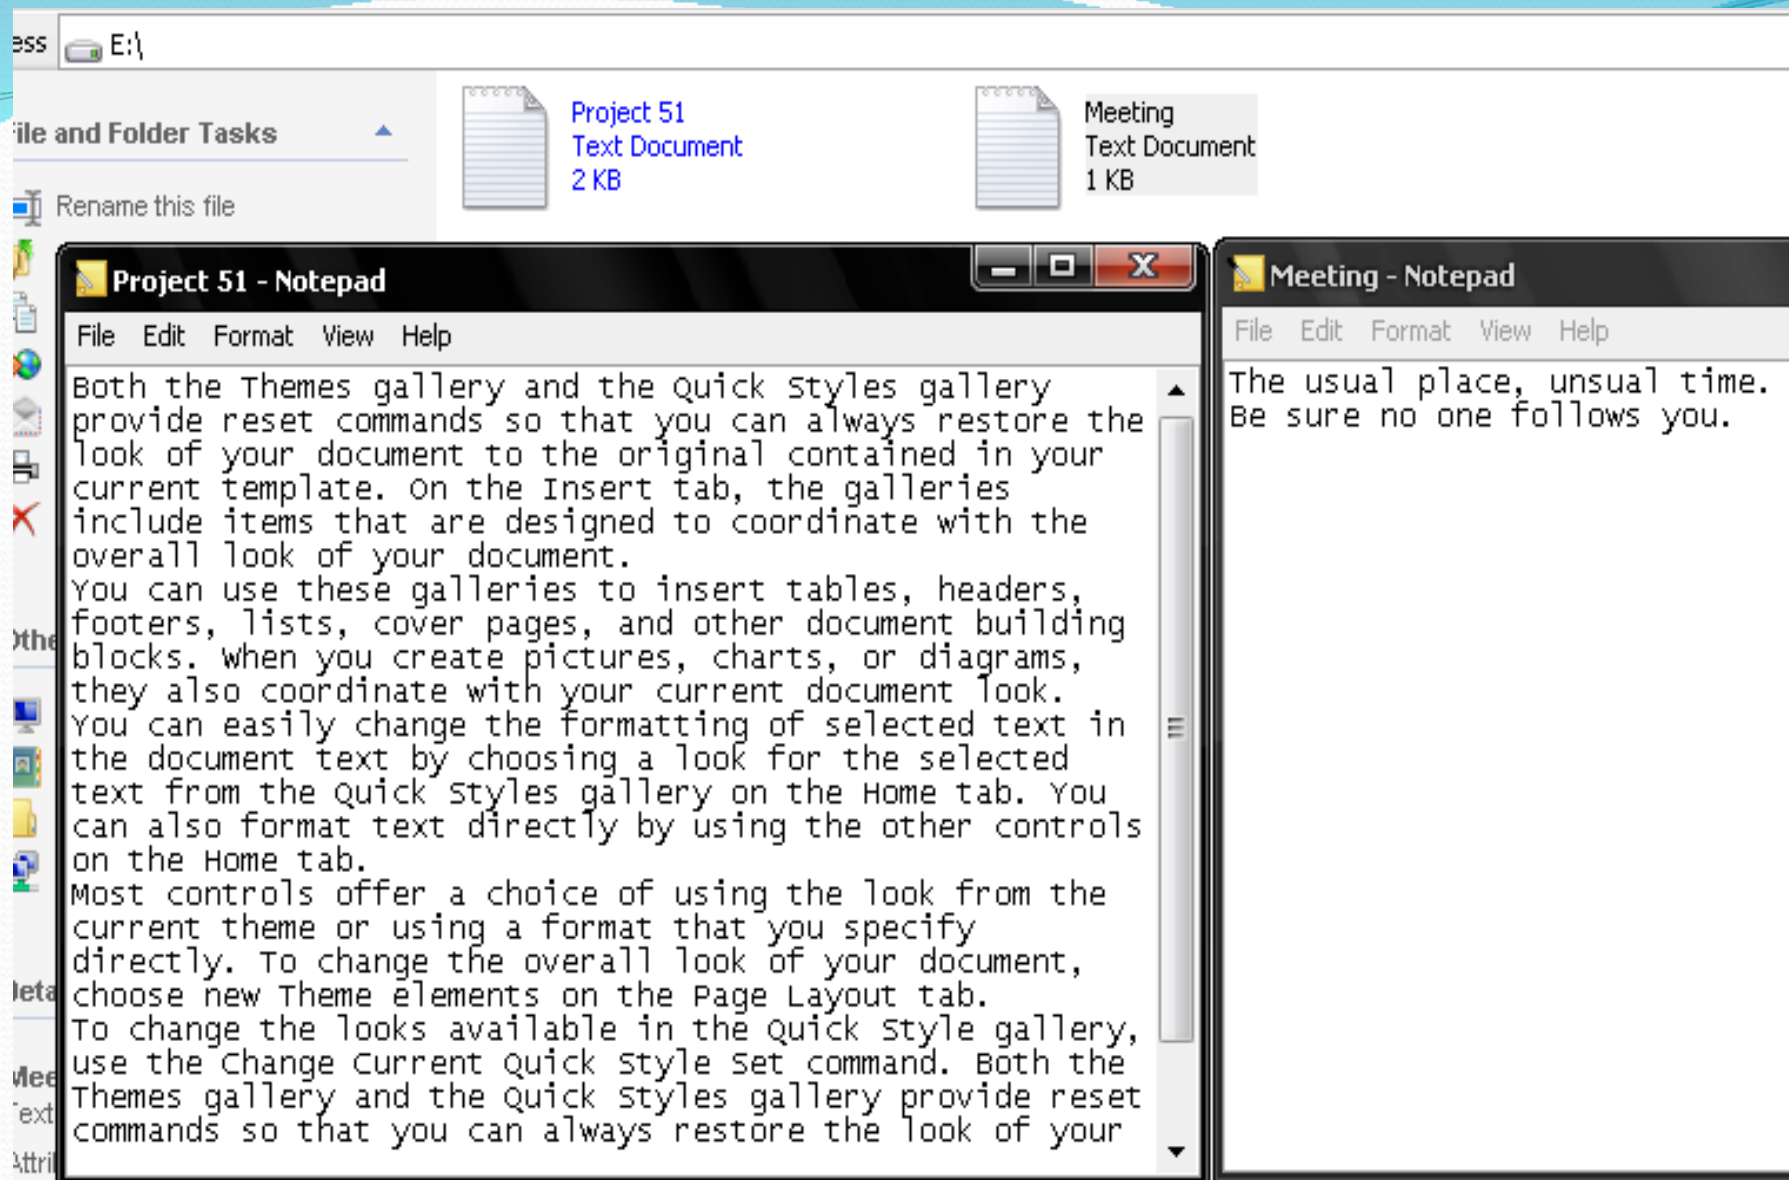 ess E:\
File and Folder Tasks
Project 51
Text Document
2 KB
Meeting
Text Document
1 KB
Rename this file
Project 51 - Notepad
File Edit Format View Help
Both the Themes gallery and the Quick Styles gallery
provide reset commands so that you can always restore the
look of your document to the original contained in your
current template. On the Insert tab, the galleries
include items that are designed to coordinate with the
overall look of your document.
You can use these galleries to insert tables, headers,
footers, lists, cover pages, and other document building
blocks. When you create pictures, charts, or diagrams,
they also coordinate with your current document look.
You can easily change the formatting of selected text in
the document text by choosing a look for the selected
text from the Quick Styles gallery on the Home tab. You
can also format text directly by using the other controls
on the Home tab.
Most controls offer a choice of using the look from the
current theme or using a format that you specify
directly. To change the overall look of your document,
choose new Theme elements on the Page Layout tab.
To change the looks available in the Quick Style gallery,
use the Change Current Quick Style Set command. Both the
Themes gallery and the Quick Styles gallery provide reset
commands so that you can always restore the look of your
Meeting - Notepad
File Edit Format View Help
The usual place, unsual time.
Be sure no one follows you.
Othe
Deta
Mee
Text
Attri